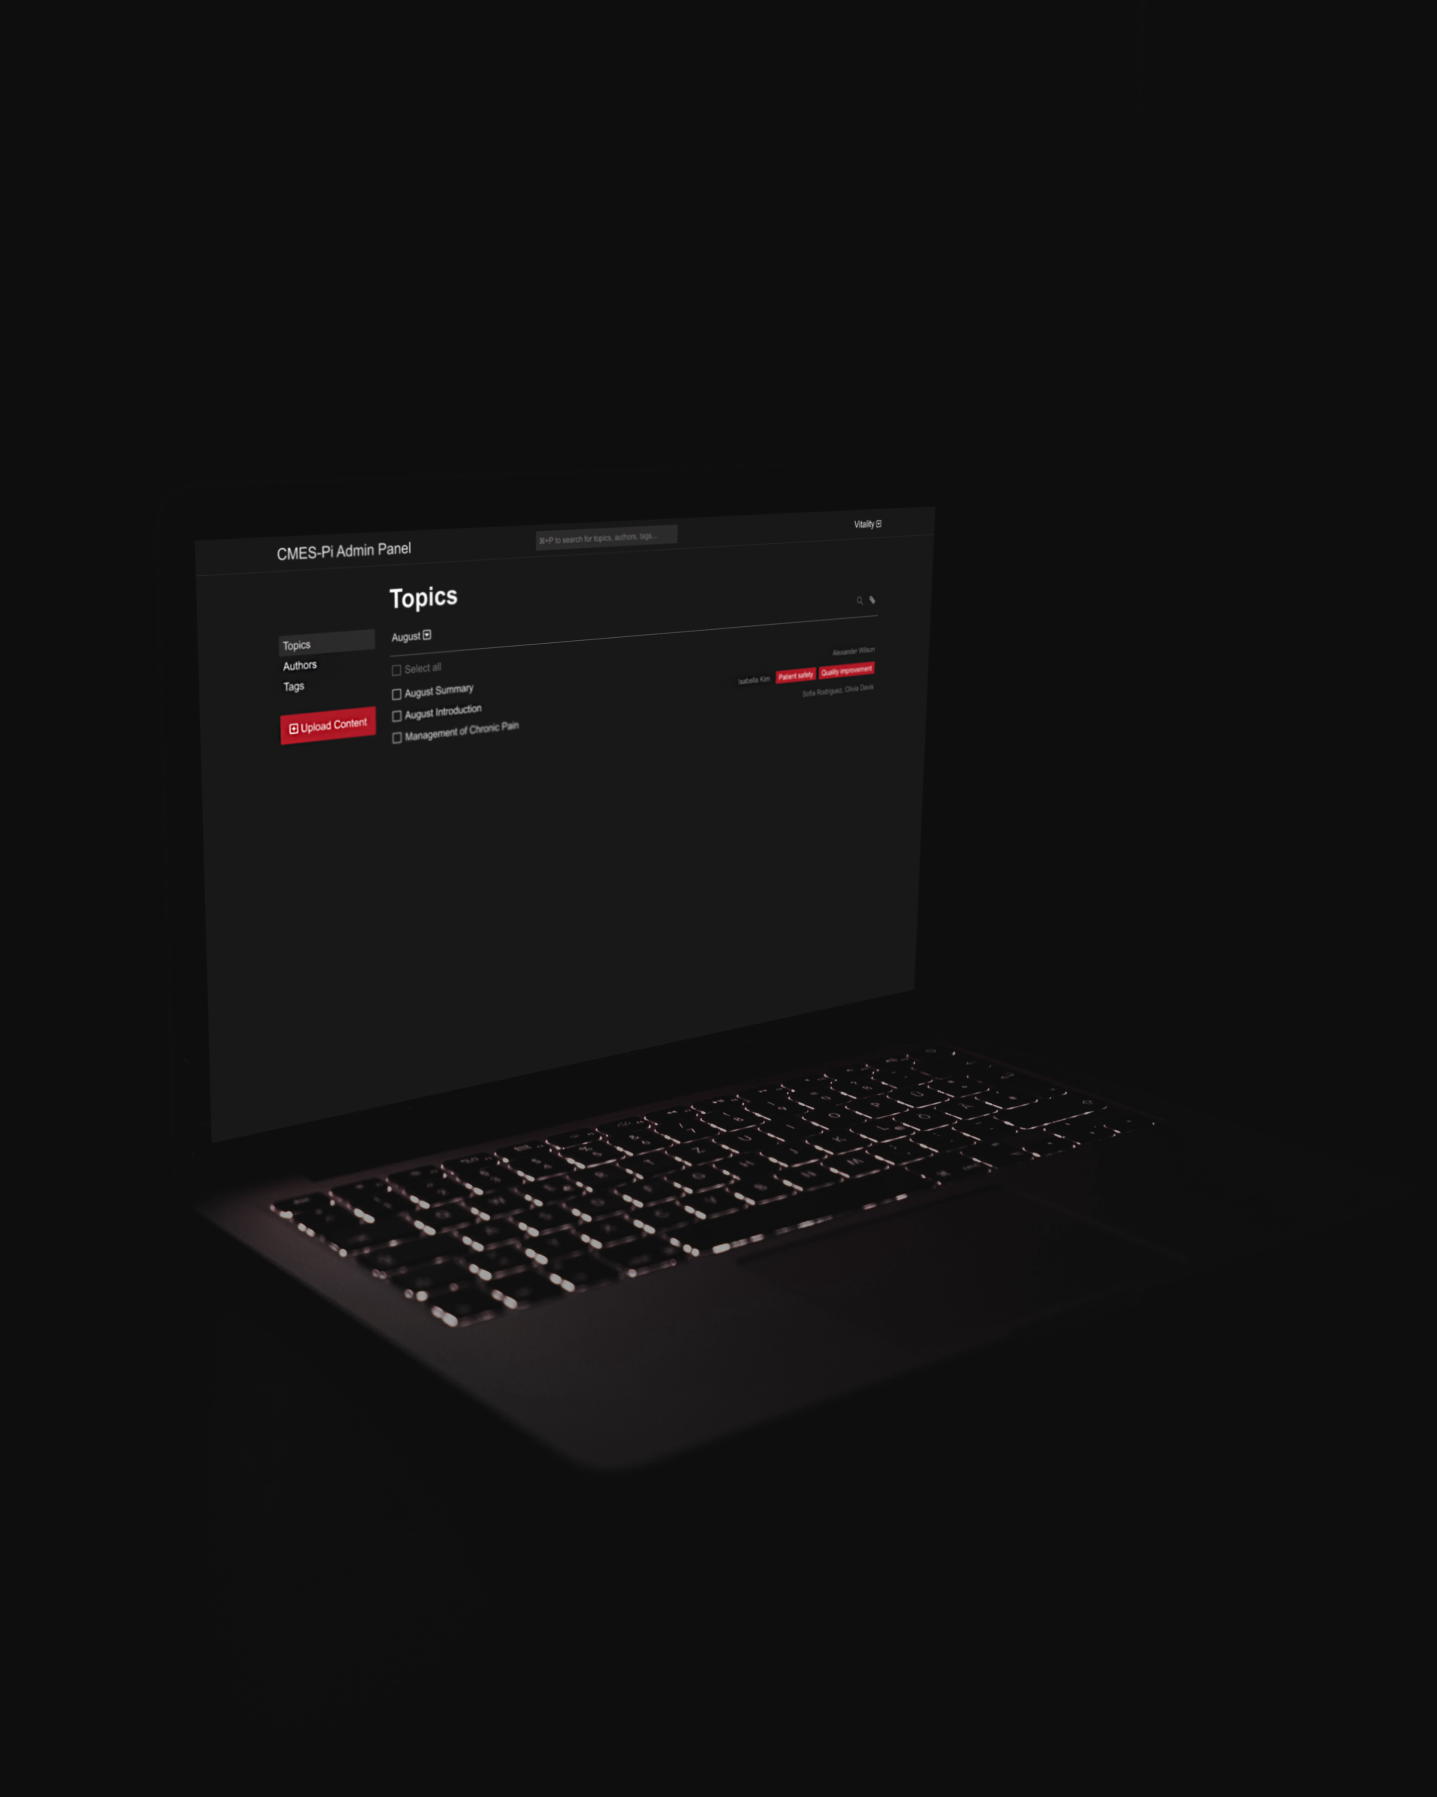 CMES-Pi Admin Panel
⌘+P to search for topics, authors, tags...
Vitality
Topics
August
Topics
Authors
Tags
Upload Content
Select all
August Summary
Alexander Wilson
August Introduction
Isabella Kim
Patient safety
Quality improvement
Management of Chronic Pain
Sofia Rodriguez, Olivia Davis